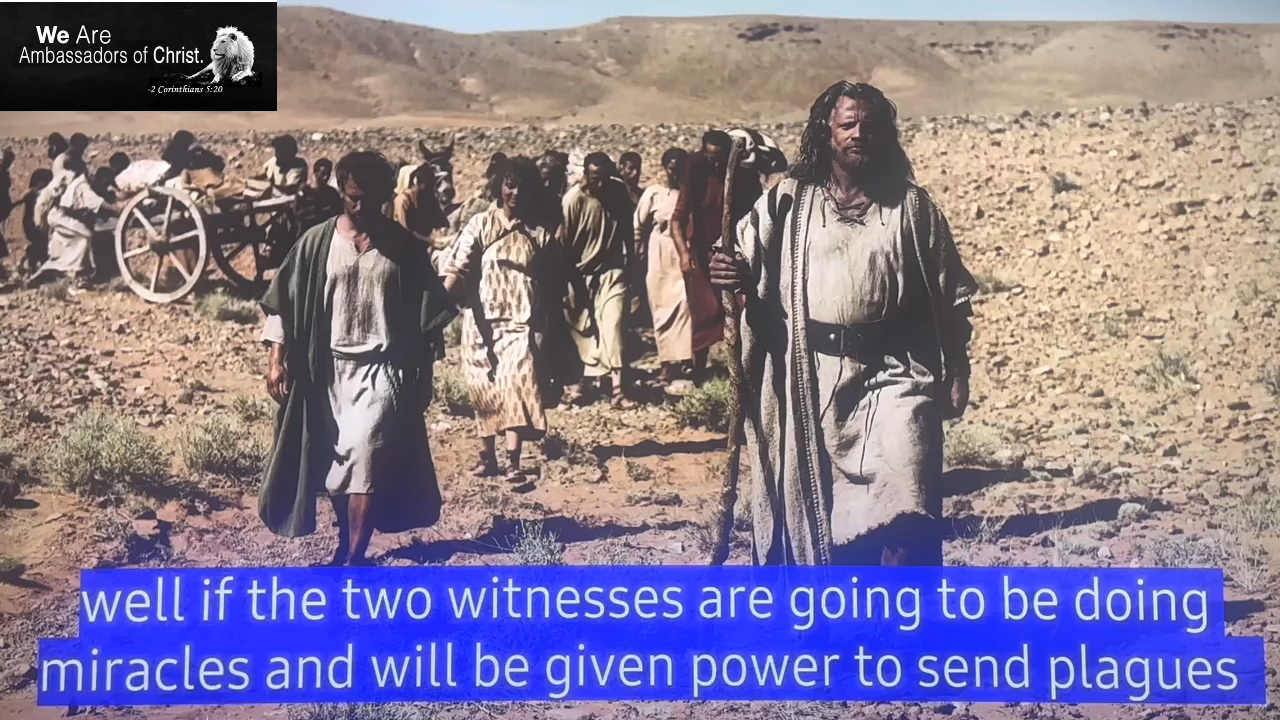 We Are
Ambassadors of Christ.
-2 Corinthians 5:20
well if the two witnesses are going to be doing
miracles and will be given power to send plagues